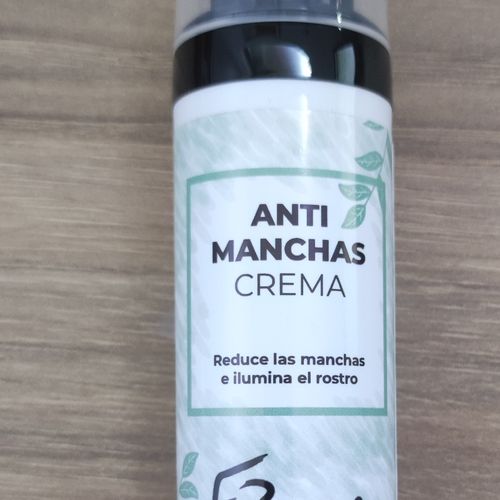 ANTI
MANCHAS
CREMA
Reduce las manchas
e ilumina el rostro